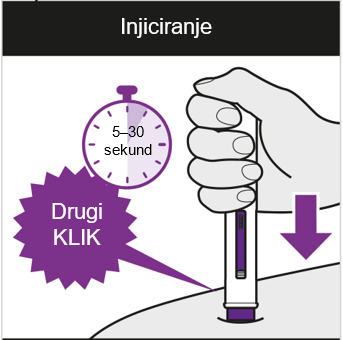 Injiciranje
5–30
sekund
Drugi
KLIK